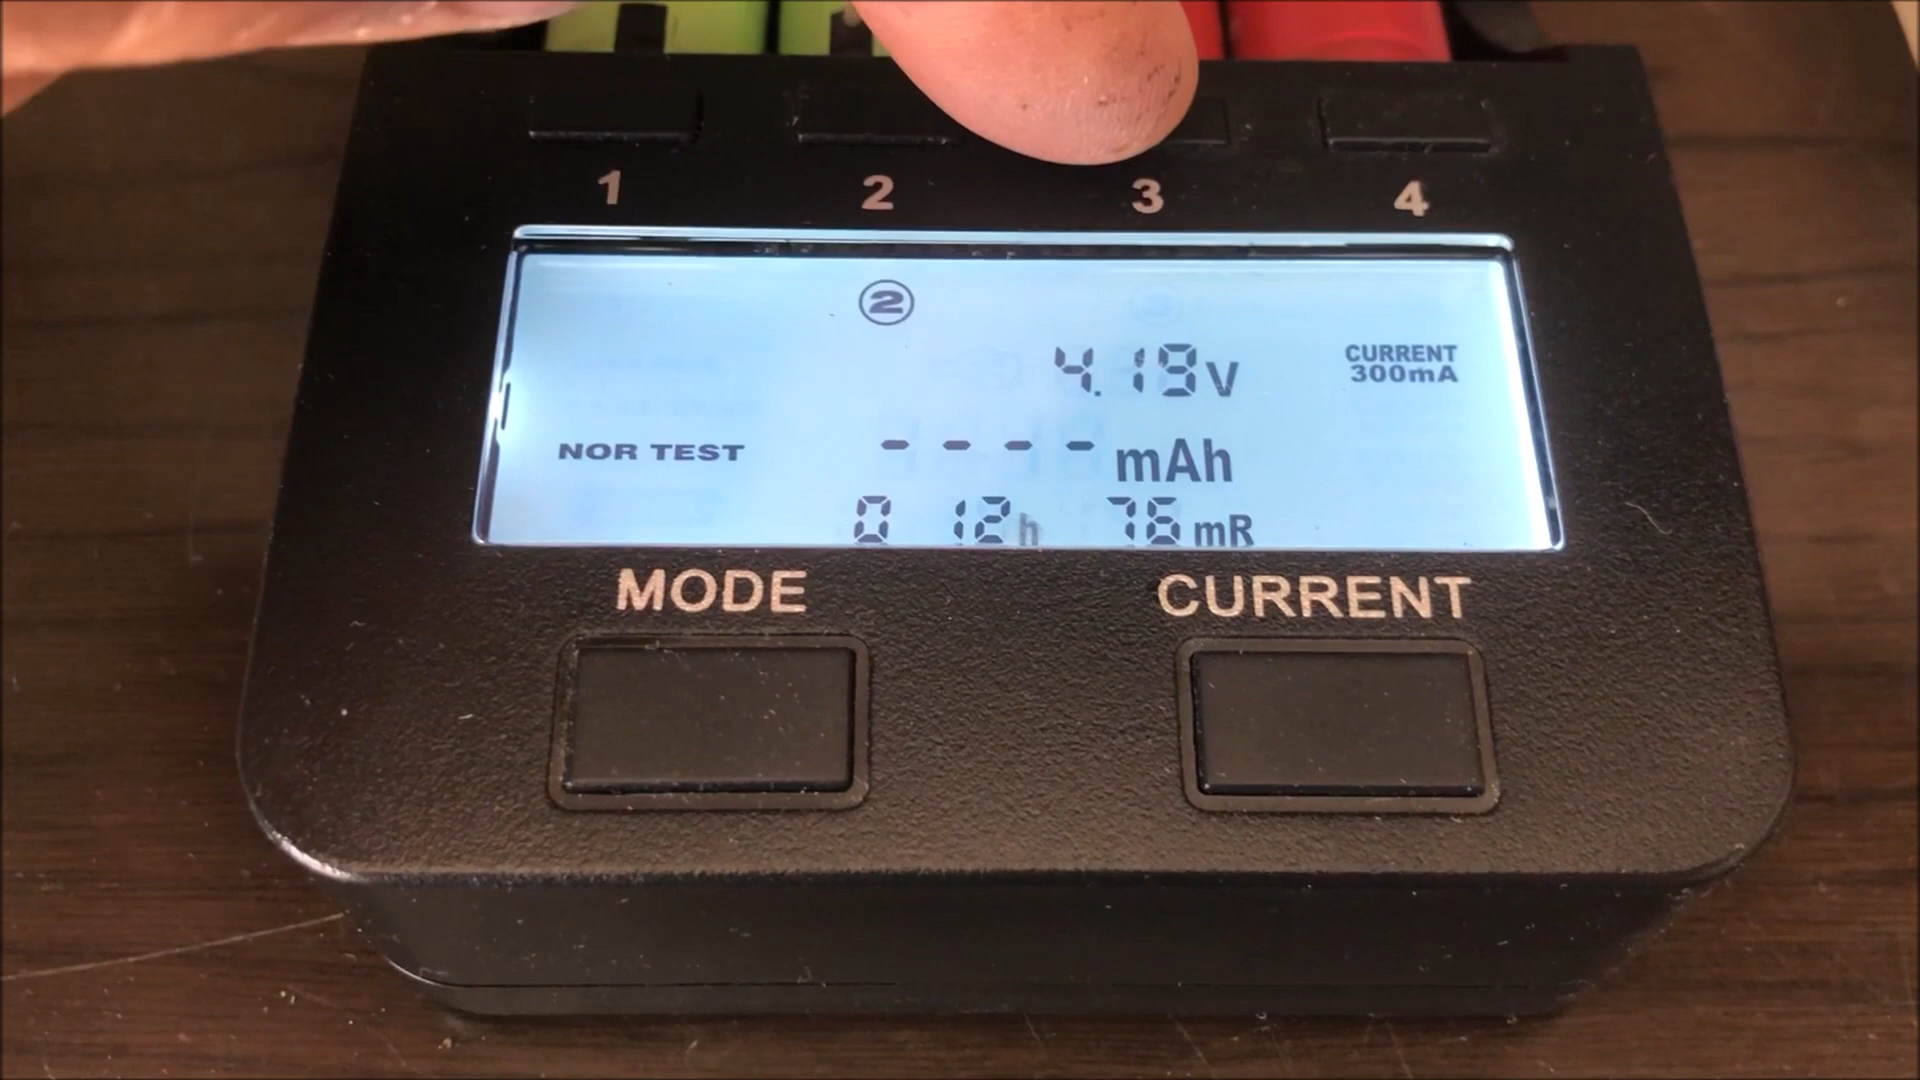 1 2 3 4
②
4.19V
CURRENT
300mA
NOR TEST
- - - - mAh
0 12h 76mR
MODE CURRENT